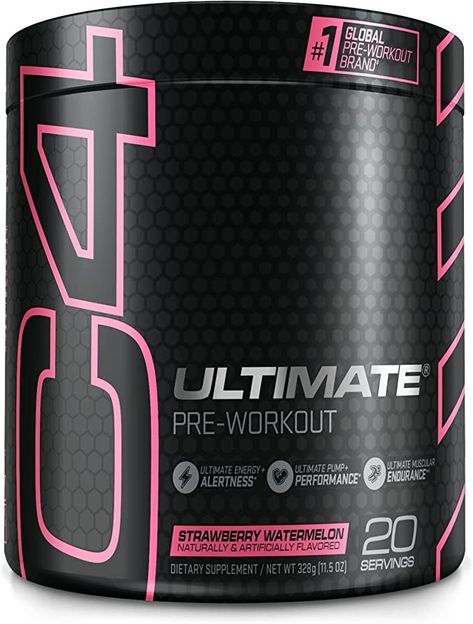 C4
#1
GLOBAL
PRE-WORKOUT
BRAND*
ULTIMATE®
PRE-WORKOUT
ULTIMATE ENERGY+
ALERTNESS*
ULTIMATE PUMP+
PERFORMANCE*
ULTIMATE MUSCULAR
ENDURANCE**
STRAWBERRY WATERMELON
NATURALLY & ARTIFICIALLY FLAVORED
20
SERVINGS
DIETARY SUPPLEMENT / NET WT 328g (11.5 OZ)